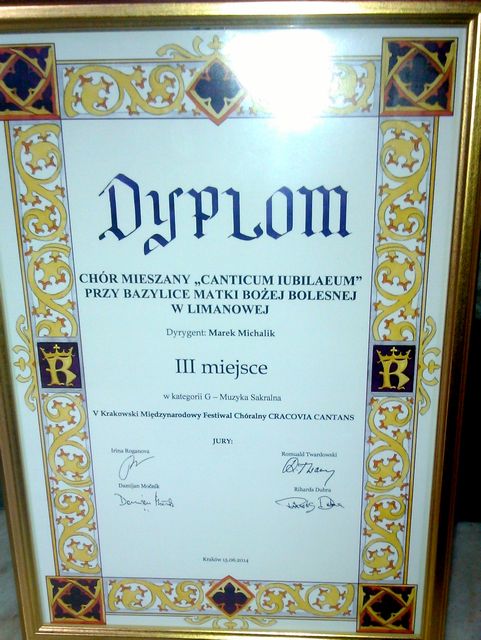 DYPLOM
CHÓR MIESZANY „CANTICUM IUBILAEUM”
PRZY BAZYLICE MATKI BOŻEJ BOLESNEJ
W LIMANOWEJ
Dyrygent: Marek Michalik
III miejsce
w kategorii G – Muzyka Sakralna
V Krakowski Międzynarodowy Festiwal Chóralny CRACOVIA CANTANS
JURY:
Irina Roganova
Romuald Twardowski
Damijan Močnik
Rihards Dubra
Kraków 15.06.2014